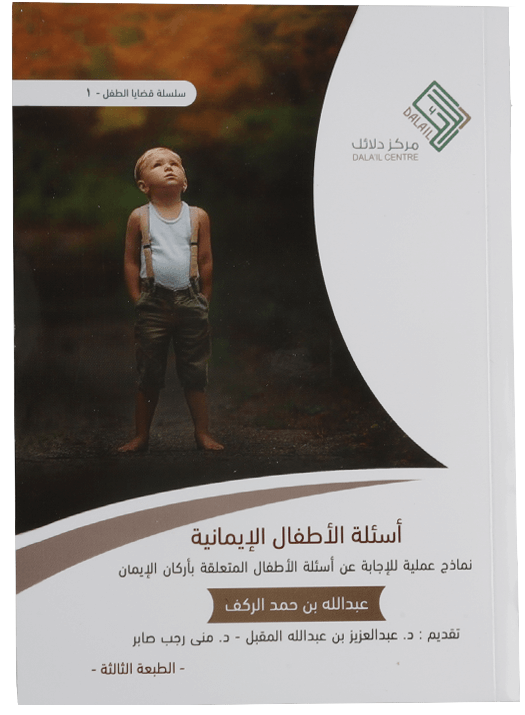 سلسلة قضايا الطفل - ١
DALAIL
مركز دلائل
DALA'IL CENTRE
أسئلة الأطفال الإيمانية
نماذج عملية للإجابة عن أسئلة الأطفال المتعلقة بأركان الإيمان
عبدالله بن حمد الركف
تقديم : د. عبدالعزيز بن عبدالله المقبل - د. منى رجب صابر
- الطبعة الثالثة -